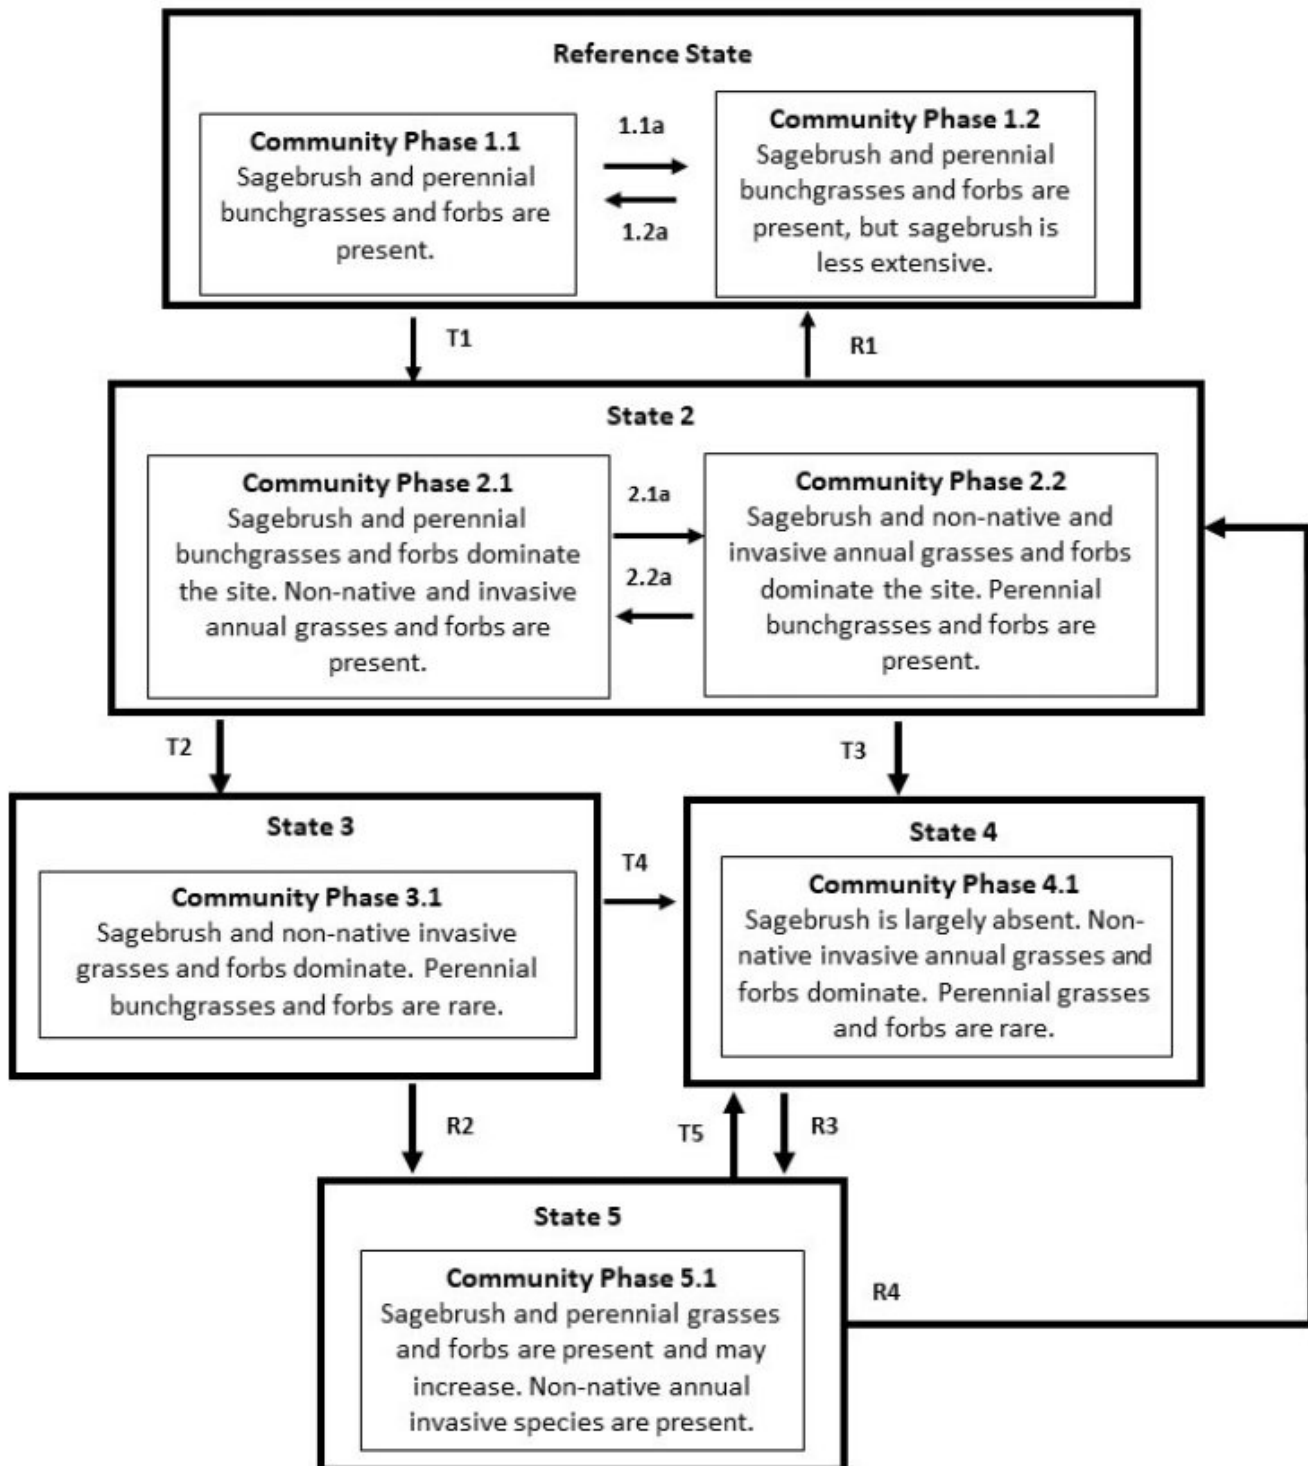 Reference State
Community Phase 1.1
Sagebrush and perennial
bunchgrasses and forbs are
present.
1.1a
1.2a
Community Phase 1.2
Sagebrush and perennial
bunchgrasses and forbs are
present, but sagebrush is
less extensive.
T1
R1
State 2
Community Phase 2.1
Sagebrush and perennial
bunchgrasses and forbs dominate
the site. Non-native and invasive
annual grasses and forbs are
present.
2.1a
2.2a
Community Phase 2.2
Sagebrush and non-native and
invasive annual grasses and forbs
dominate the site. Perennial
bunchgrasses and forbs are
present.
T2
T3
State 3
Community Phase 3.1
Sagebrush and non-native invasive
grasses and forbs dominate. Perennial
bunchgrasses and forbs are rare.
T4
State 4
Community Phase 4.1
Sagebrush is largely absent. Non-
native invasive annual grasses and
forbs dominate. Perennial grasses
and forbs are rare.
R2
T5
R3
State 5
Community Phase 5.1
Sagebrush and perennial grasses
and forbs are present and may
increase. Non-native annual
invasive species are present.
R4